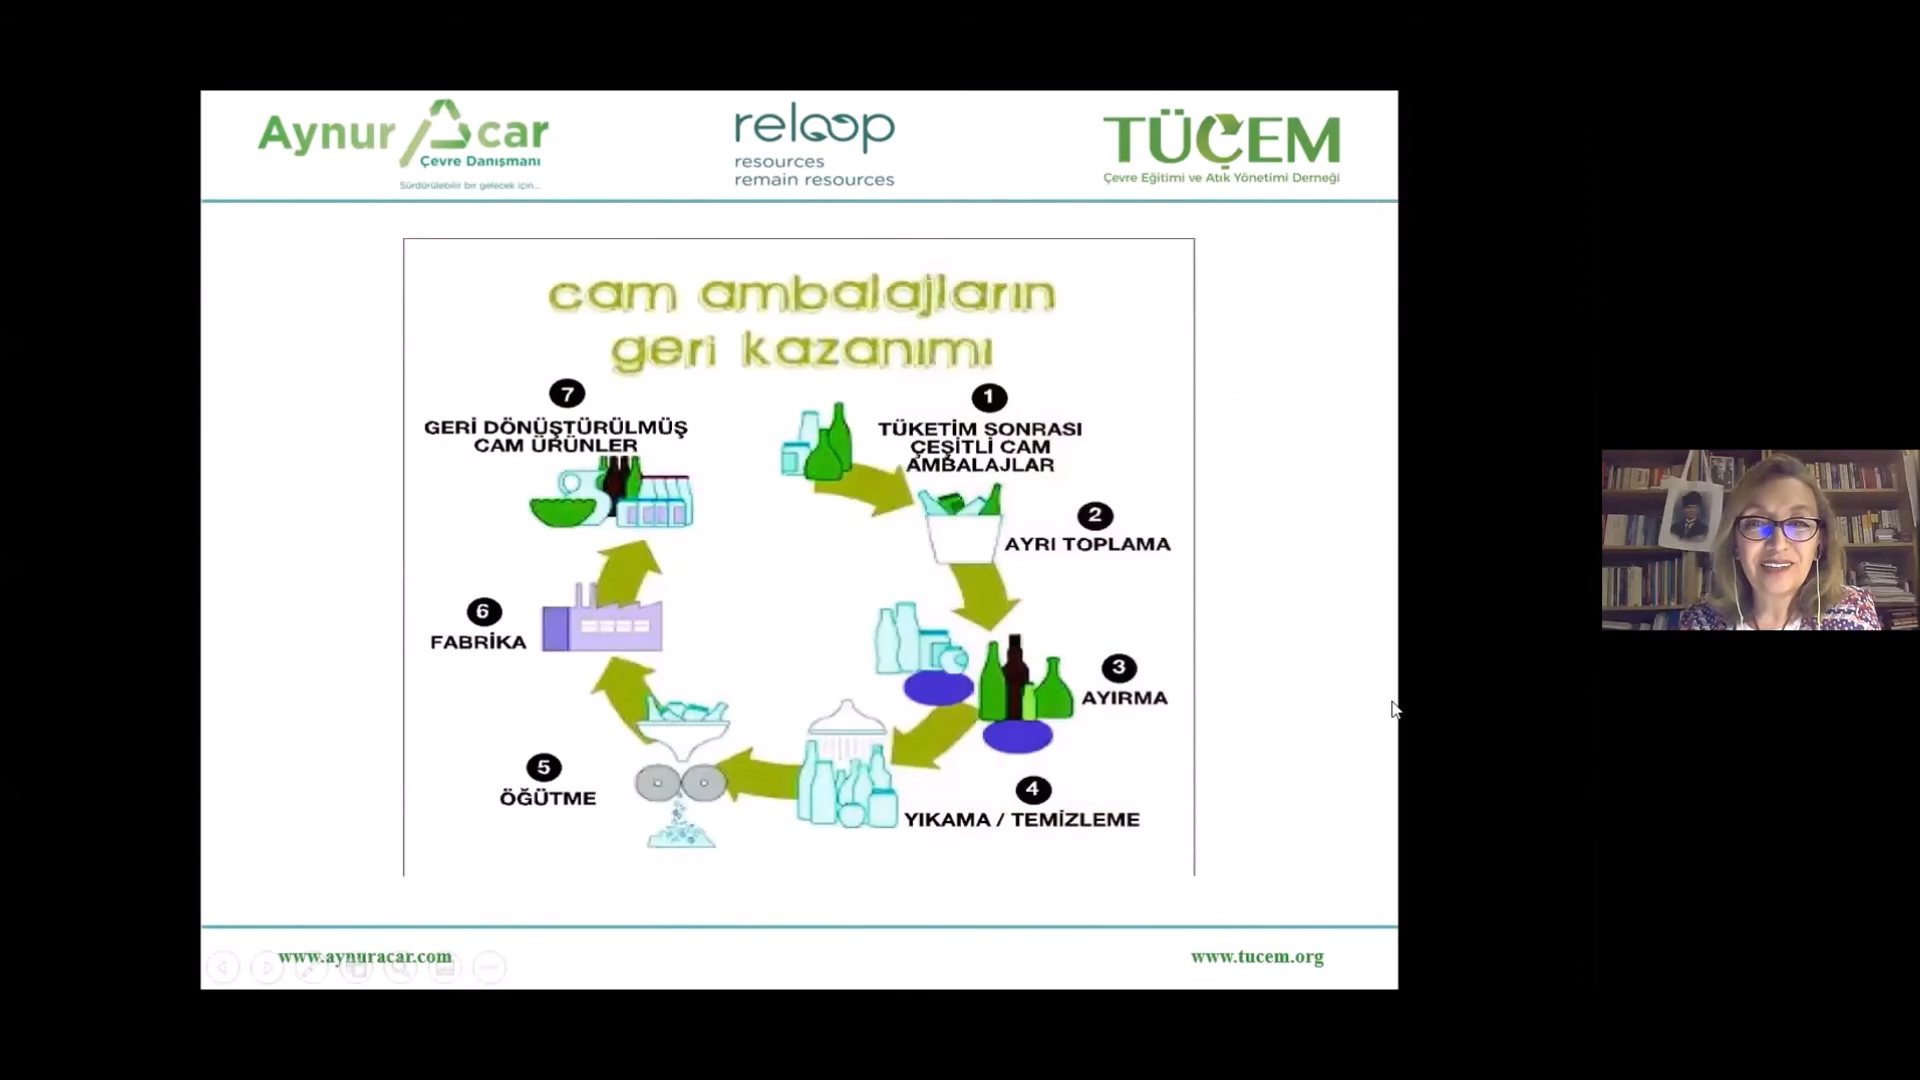 Aynur Acar
Çevre Danışmanı
Sürdürülebilir bir gelecek için...
reloop
resources
remain resources
TÜÇEM
Çevre Eğitimi ve Atık Yönetimi Derneği
cam ambalajların
geri kazanımı
1
TÜKETİM SONRASI
ÇEŞİTLİ CAM
AMBALAJLAR
2
AYRI TOPLAMA
3
AYIRMA
4
YIKAMA / TEMİZLEME
5
ÖĞÜTME
6
FABRİKA
7
GERİ DÖNÜŞTÜRÜLMÜŞ
CAM ÜRÜNLER
www.aynuracar.com
www.tucem.org